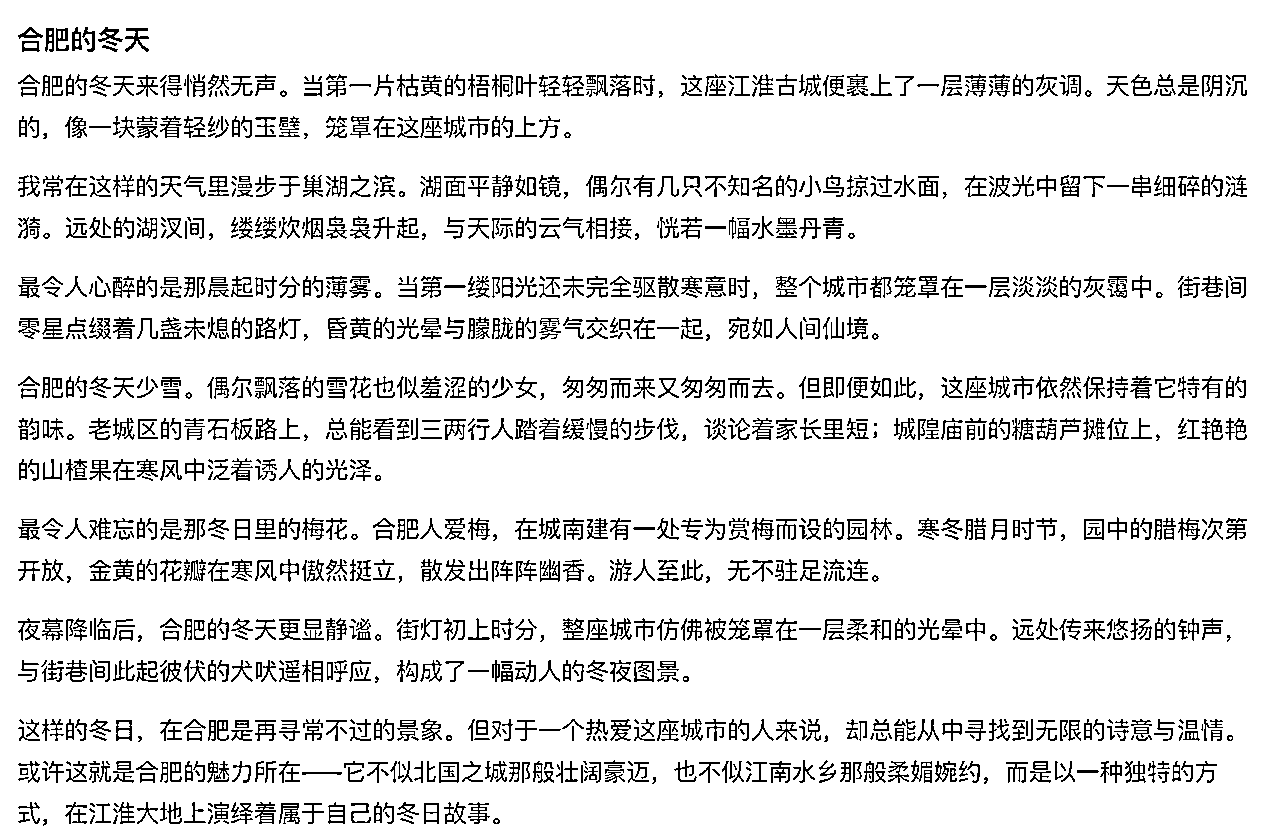 合肥的冬天
合肥的冬天来得悄然无声。当第一片枯黄的梧桐叶轻轻飘落时，这座江淮古城便裹上了一层薄薄的灰调。天色总是阴沉
的，像一块蒙着轻纱的玉璧，笼罩在这座城市的上方。
我常在这样的天气里漫步于巢湖之滨。湖面平静如镜，偶尔有几只不知名的小鸟掠过水面，在波光中留下一串细碎的涟
漪。远处的湖汊间，缕缕炊烟袅袅升起，与天际的云气相接，恍若一幅水墨丹青。
最令人心醉的是那晨起时分的薄雾。当第一缕阳光还未完全驱散寒意时，整个城市都笼罩在一层淡淡的灰霭中。街巷间
零星点缀着几盏未熄的路灯，昏黄的光晕与朦胧的雾气交织在一起，宛如人间仙境。
合肥的冬天少雪。偶尔飘落的雪花也似羞涩的少女，匆匆而来又匆匆而去。但即便如此，这座城市依然保持着它特有的
韵味。老城区的青石板路上，总能看到三两行人踏着缓慢的步伐，谈论着家长里短；城隍庙前的糖葫芦摊位上，红艳艳
的山楂果在寒风中泛着诱人的光泽。
最令人难忘的是那冬日里的梅花。合肥人爱梅，在城南建有一处专为赏梅而设的园林。寒冬腊月时节，园中的腊梅次第
开放，金黄的花瓣在寒风中傲然挺立，散发出阵阵幽香。游人至此，无不驻足流连。
夜幕降临后，合肥的冬天更显静谧。街灯初上时分，整座城市仿佛被笼罩在一层柔和的光晕中。远处传来悠扬的钟声，
与街巷间此起彼伏的犬吠遥相呼应，构成了一幅动人的冬夜图景。
这样的冬日，在合肥是再寻常不过的景象。但对于一个热爱这座城市的人来说，却总能从中寻找到无限的诗意与温情。
或许这就是合肥的魅力所在——它不似北国之城那般壮阔豪迈，也不似江南水乡那般柔媚婉约，而是以一种独特的方
式，在江淮大地上演绎着属于自己的冬日故事。